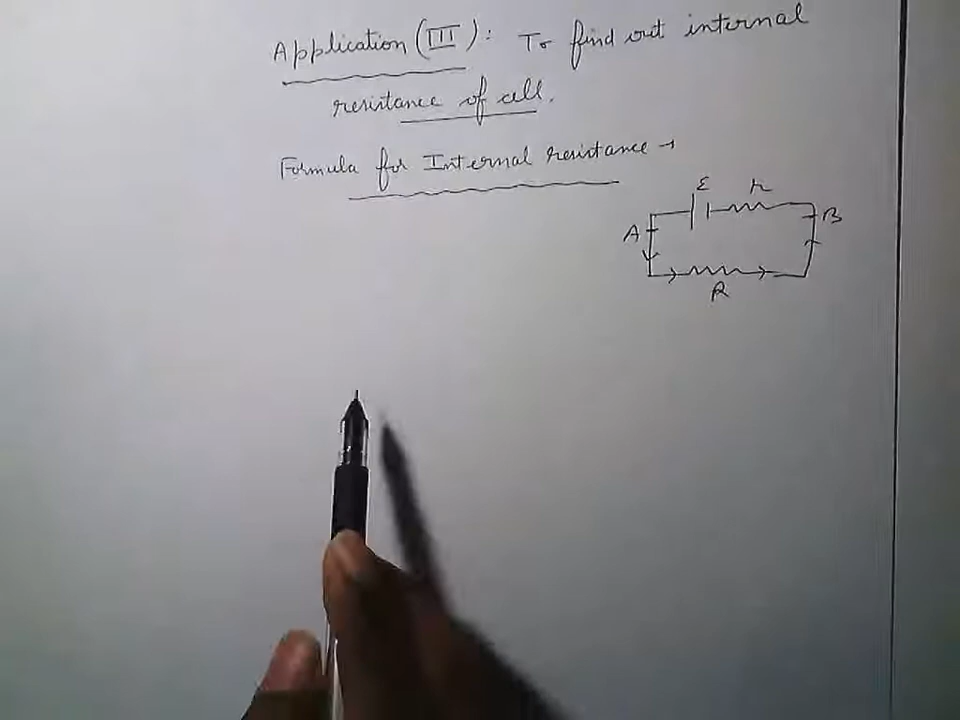 Application (III): To find out internal
resistance of cell.
Formula for Internal resistance →
E r
A B
R